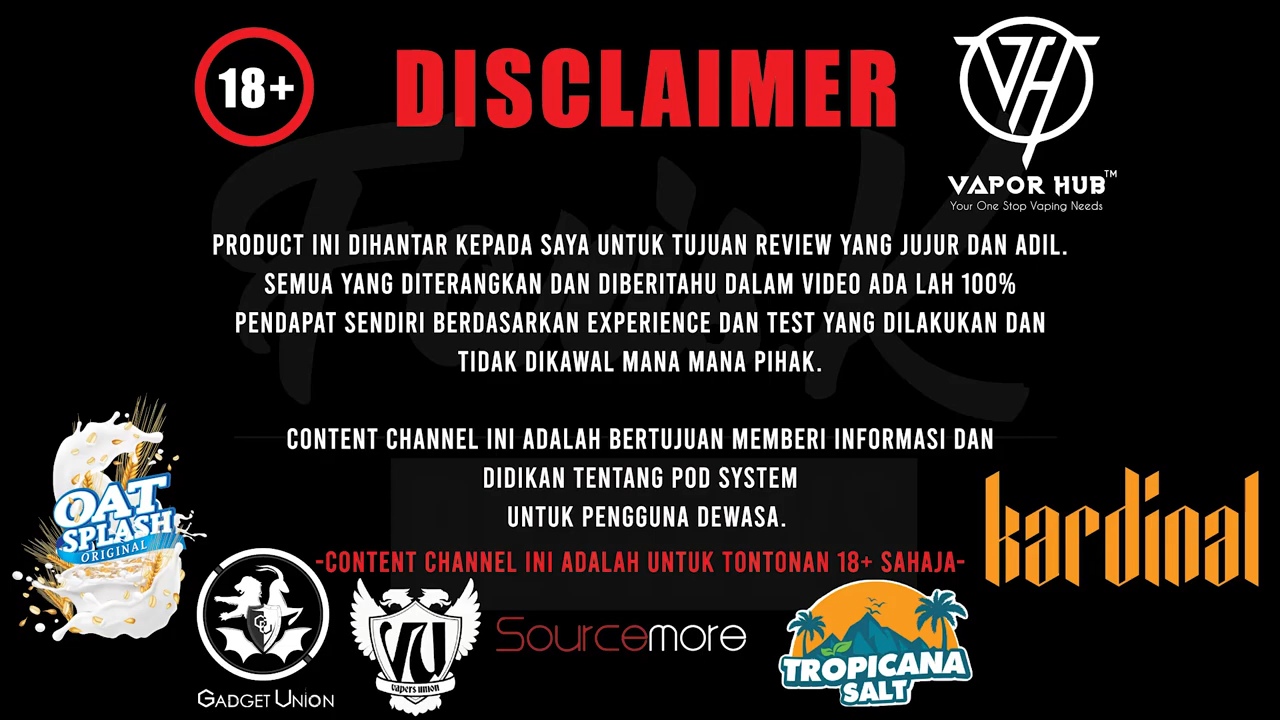 18+
DISCLAIMER
VH
VAPOR HUB™
Your One Stop Vaping Needs
Faris.K
PRODUCT INI DIHANTAR KEPADA SAYA UNTUK TUJUAN REVIEW YANG JUJUR DAN ADIL.
SEMUA YANG DITERANGKAN DAN DIBERITAHU DALAM VIDEO ADA LAH 100%
PENDAPAT SENDIRI BERDASARKAN EXPERIENCE DAN TEST YANG DILAKUKAN DAN
TIDAK DIKAWAL MANA MANA PIHAK.
CONTENT CHANNEL INI ADALAH BERTUJUAN MEMBERI INFORMASI DAN
DIDIKAN TENTANG POD SYSTEM
UNTUK PENGGUNA DEWASA.
-CONTENT CHANNEL INI ADALAH UNTUK TONTONAN 18+ SAHAJA-
OAT
SPLASH
ORIGINAL
kardinal
GU
GADGET UNION
VU
vapers union
Sourcemore
TROPICANA
SALT